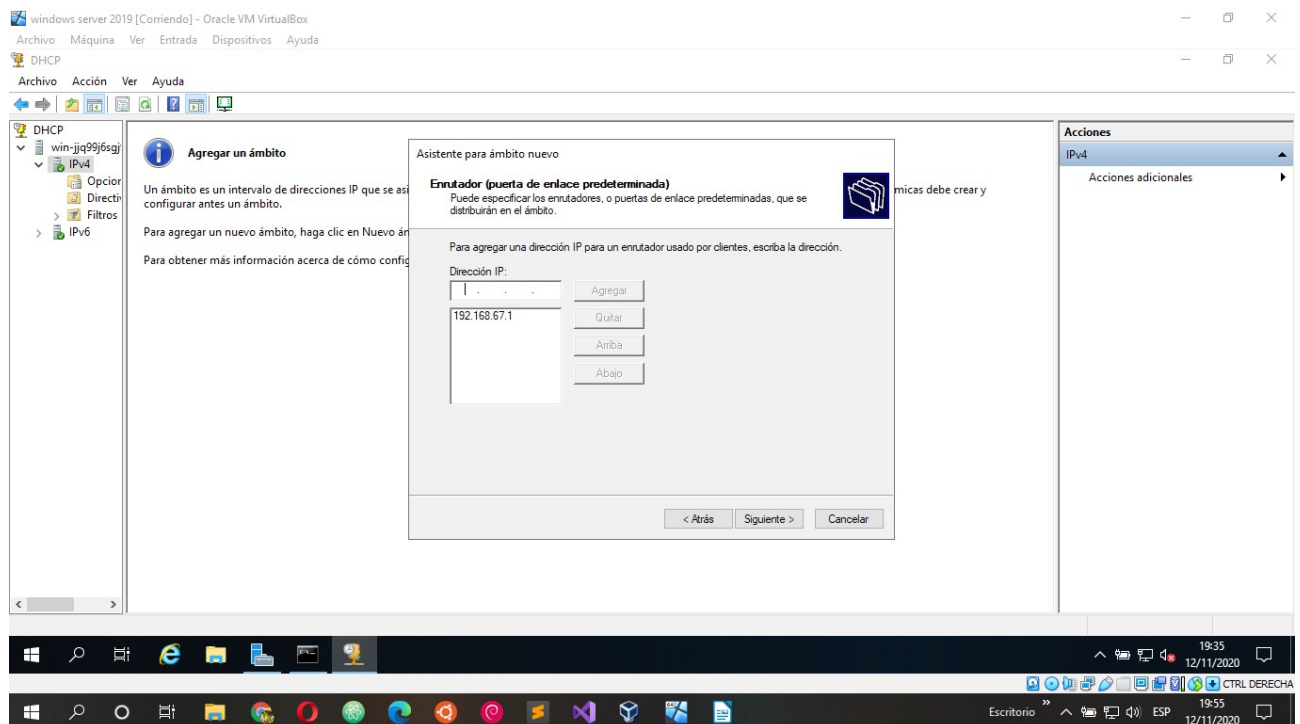 windows server 2019 [Corriendo] - Oracle VM VirtualBox
Archivo Máquina Ver Entrada Dispositivos Ayuda
DHCP
Archivo Acción Ver Ayuda
DHCP
win-jjq99j6sgj
IPv4
Opcior
Directiv
Filtros
IPv6
Agregar un ámbito
Un ámbito es un intervalo de direcciones IP que se asi
micas debe crear y
configurar antes un ámbito.
Para agregar un nuevo ámbito, haga clic en Nuevo ám
Para obtener más información acerca de cómo config
Asistente para ámbito nuevo
Enrutador (puerta de enlace predeterminada)
Puede especificar los enrutadores, o puertas de enlace predeterminadas, que se
distribuirán en el ámbito.
Para agregar una dirección IP para un enrutador usado por clientes, escriba la dirección.
Dirección IP:
. . .
Agregar
192.168.67.1
Quitar
Arriba
Abajo
< Atrás Siguiente > Cancelar
Acciones
IPv4
Acciones adicionales
19:35
12/11/2020
CTRL DERECHA
Escritorio
ESP
19:55
12/11/2020